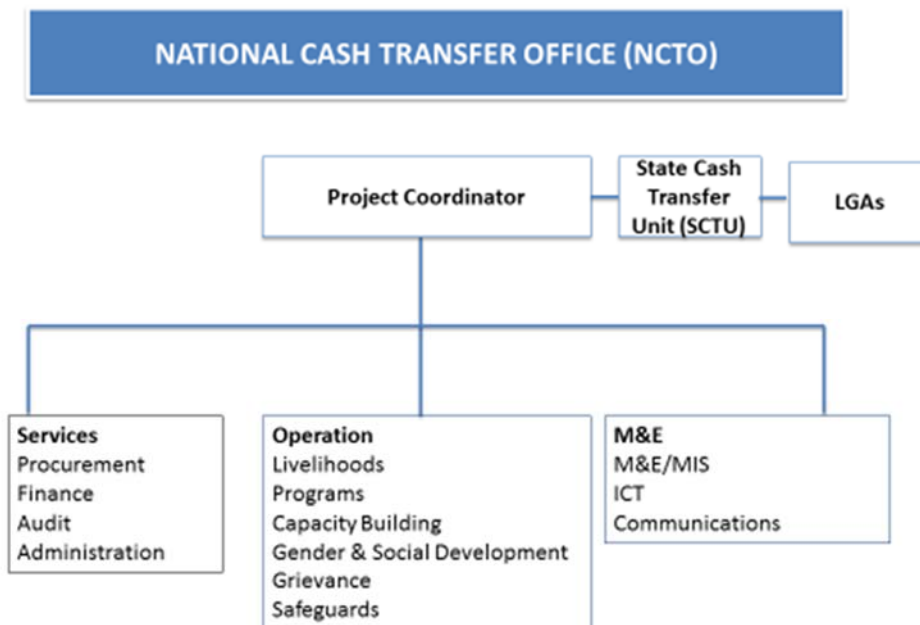 NATIONAL CASH TRANSFER OFFICE (NCTO)
Project Coordinator
State Cash
Transfer
Unit (SCTU)
LGAs
Services
Procurement
Finance
Audit
Administration
Operation
Livelihoods
Programs
Capacity Building
Gender & Social Development
Grievance
Safeguards
M&E
M&E/MIS
ICT
Communications